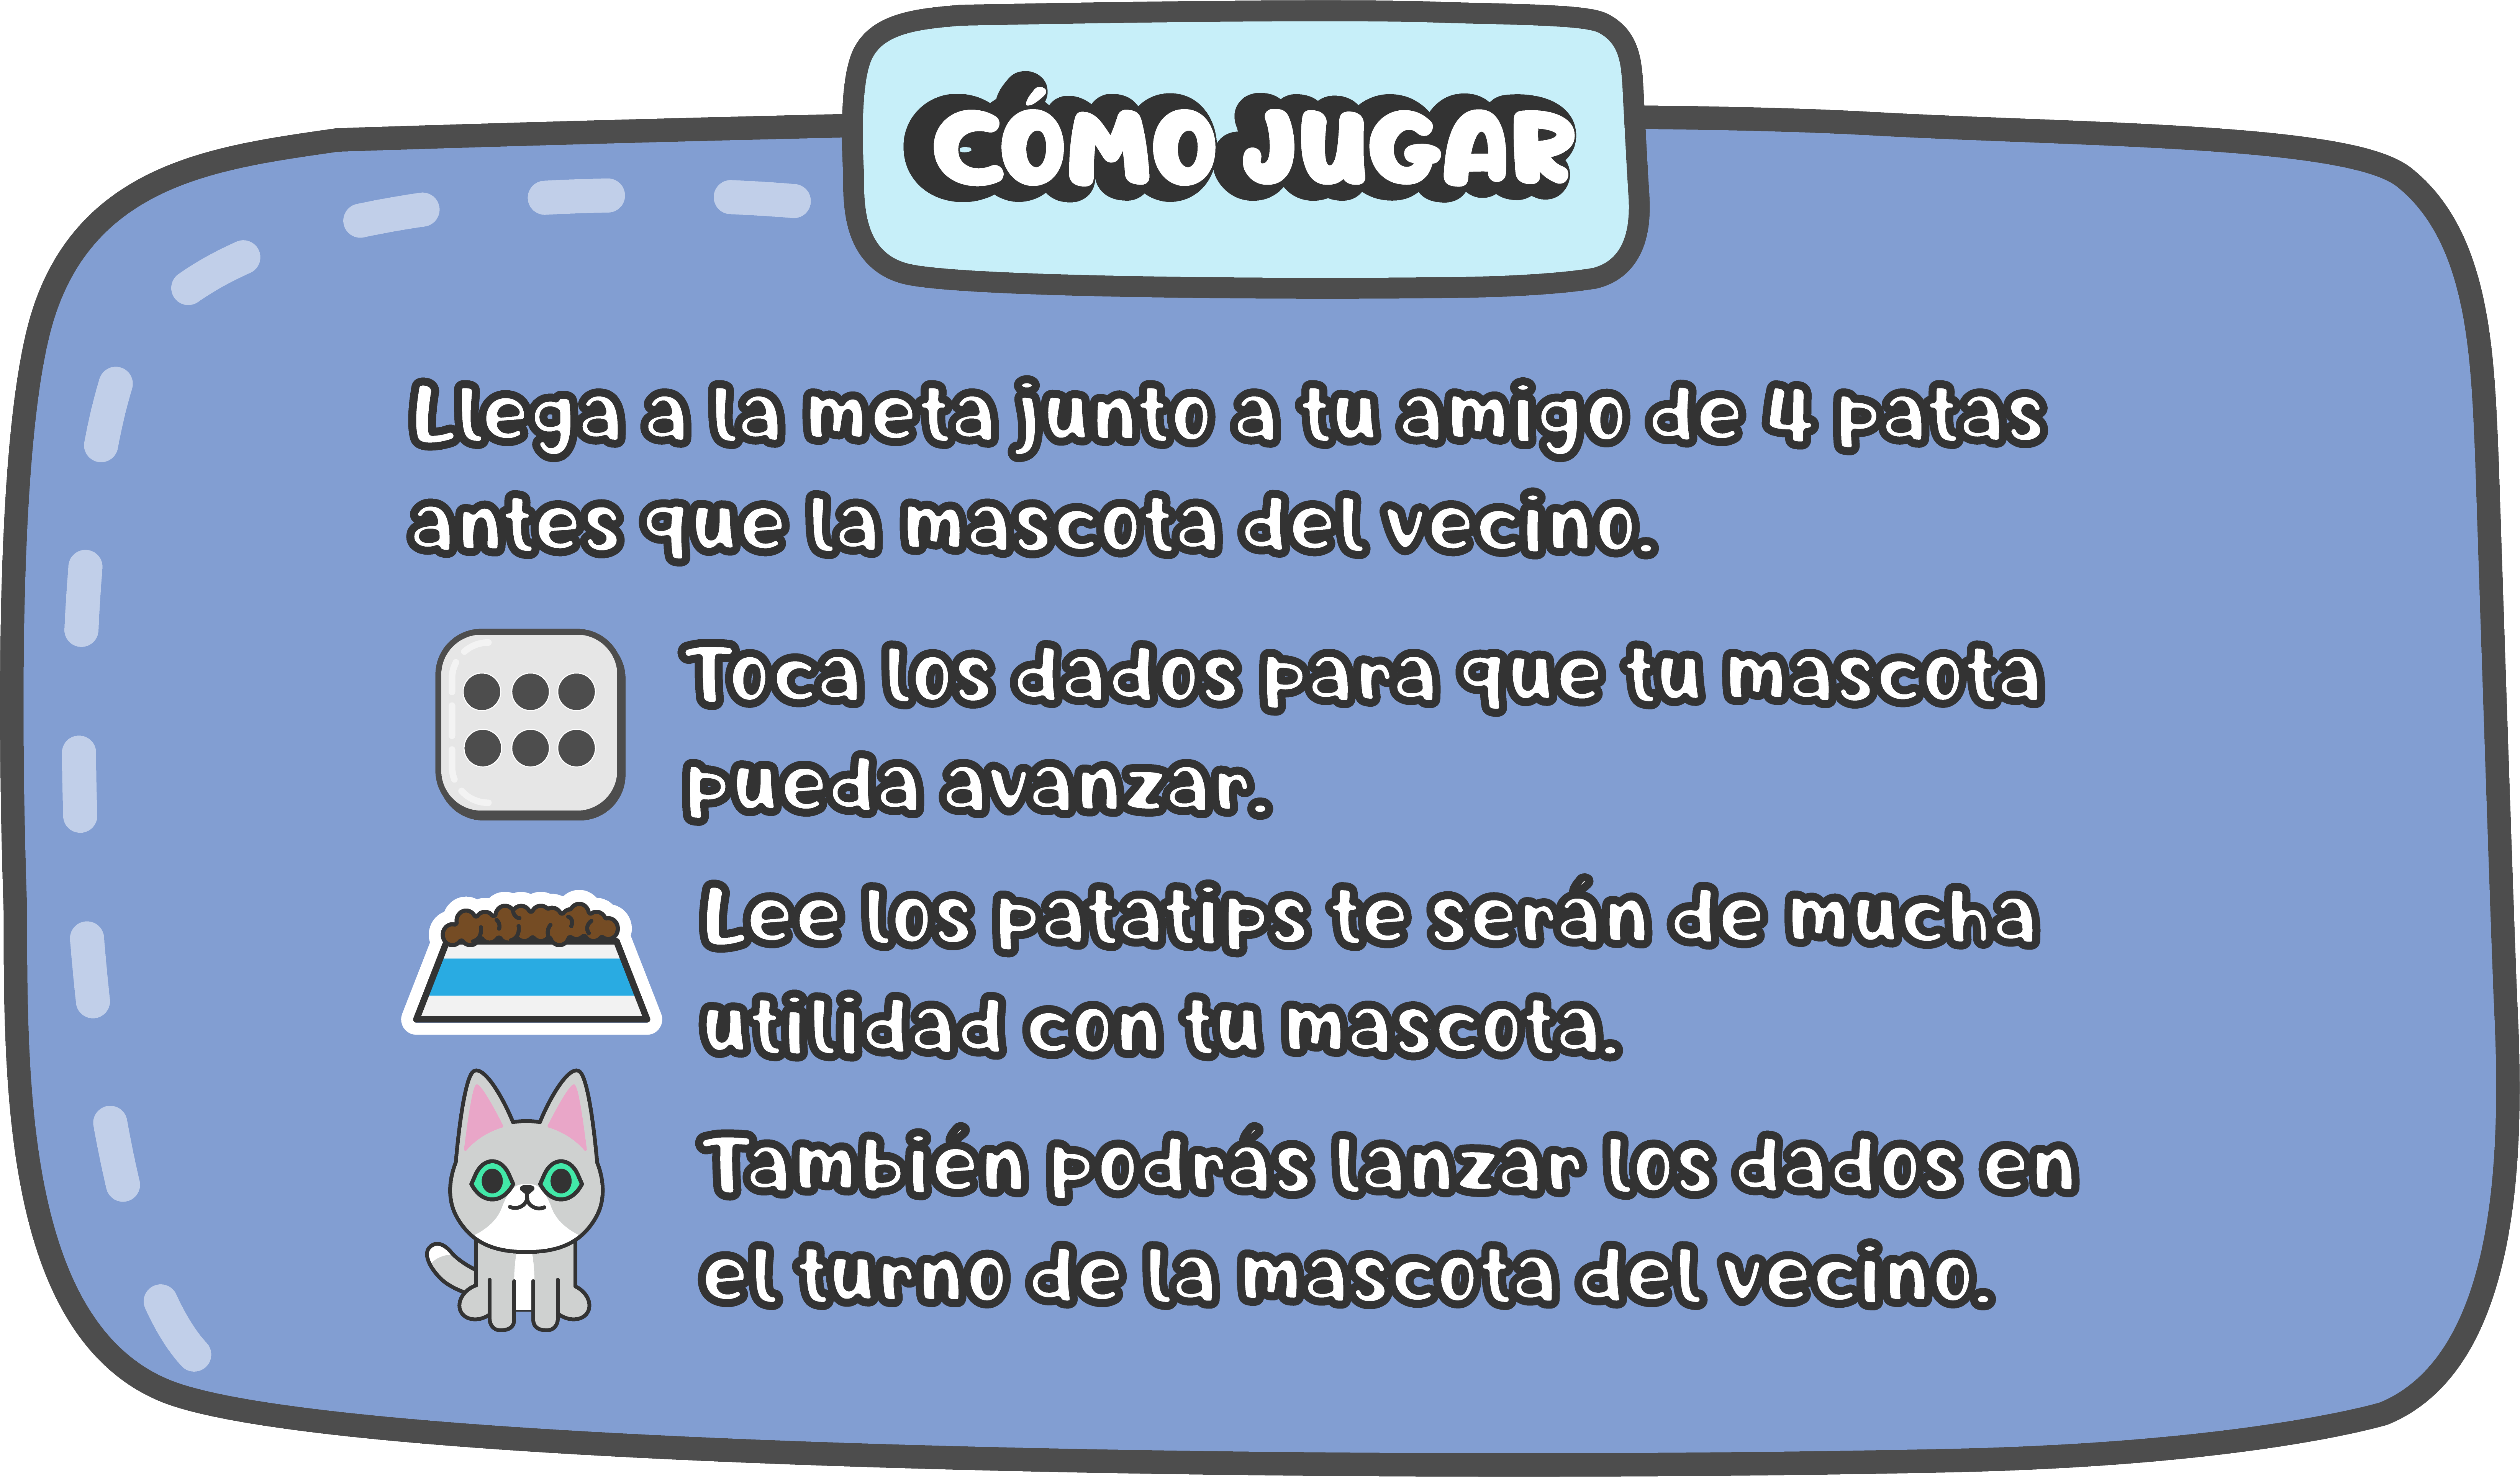 CÓMO JUGAR
Llega a la meta junto a tu amigo de 4 patas
antes que la mascota del vecino.
Toca los dados para que tu mascota
pueda avanzar.
Lee los patatips te serán de mucha
utilidad con tu mascota.
También podrás lanzar los dados en
el turno de la mascota del vecino.